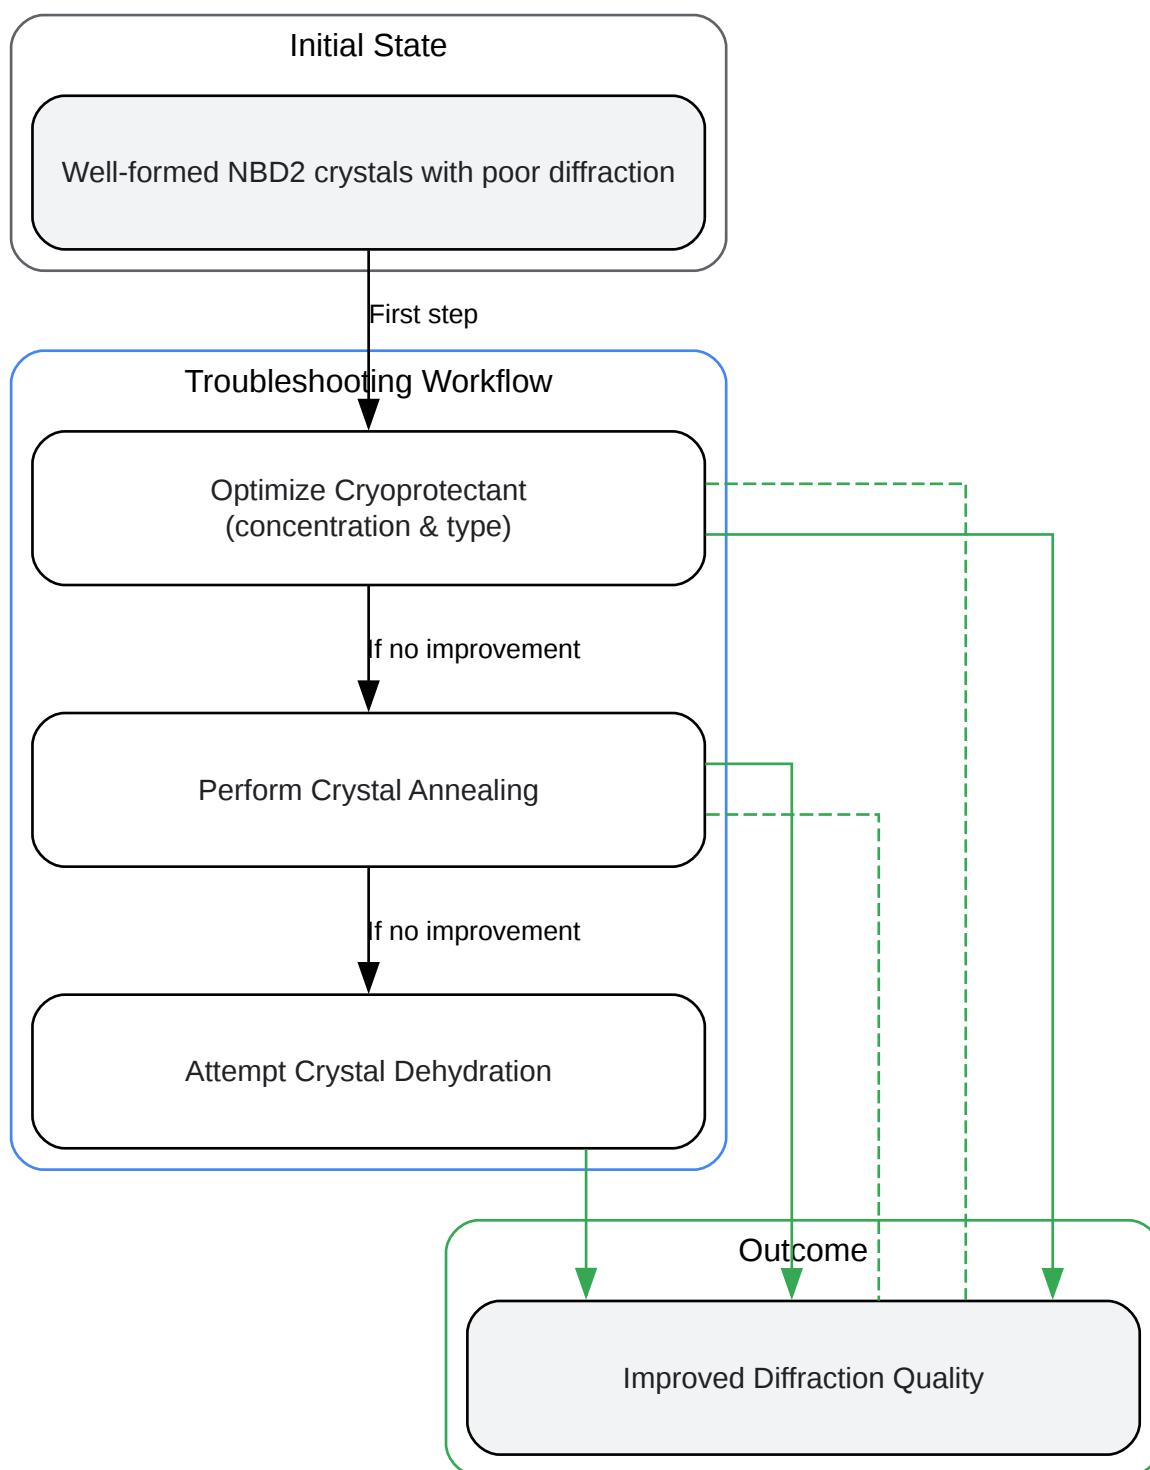 Initial State
Well-formed NBD2 crystals with poor diffraction
First step
Troubleshooting Workflow
Optimize Cryoprotectant
(concentration & type)
If no improvement
Perform Crystal Annealing
If no improvement
Attempt Crystal Dehydration
Outcome
Improved Diffraction Quality